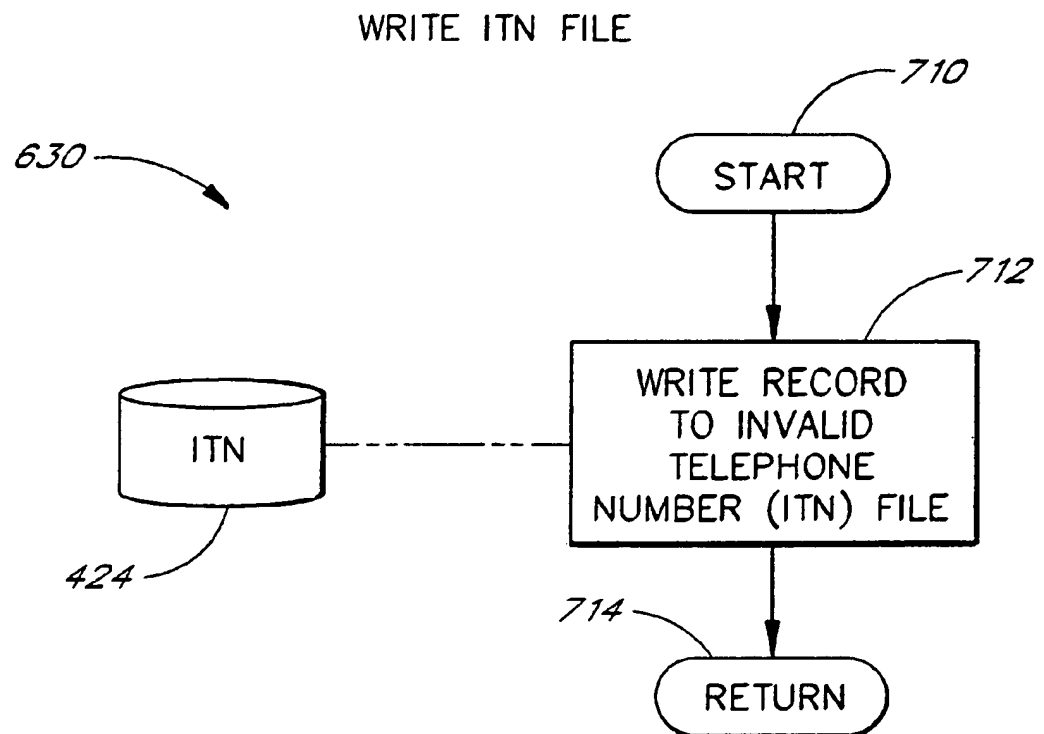 WRITE ITN FILE
710
630
START
712
WRITE RECORD
TO INVALID
TELEPHONE
NUMBER (ITN) FILE
ITN
424
714
RETURN